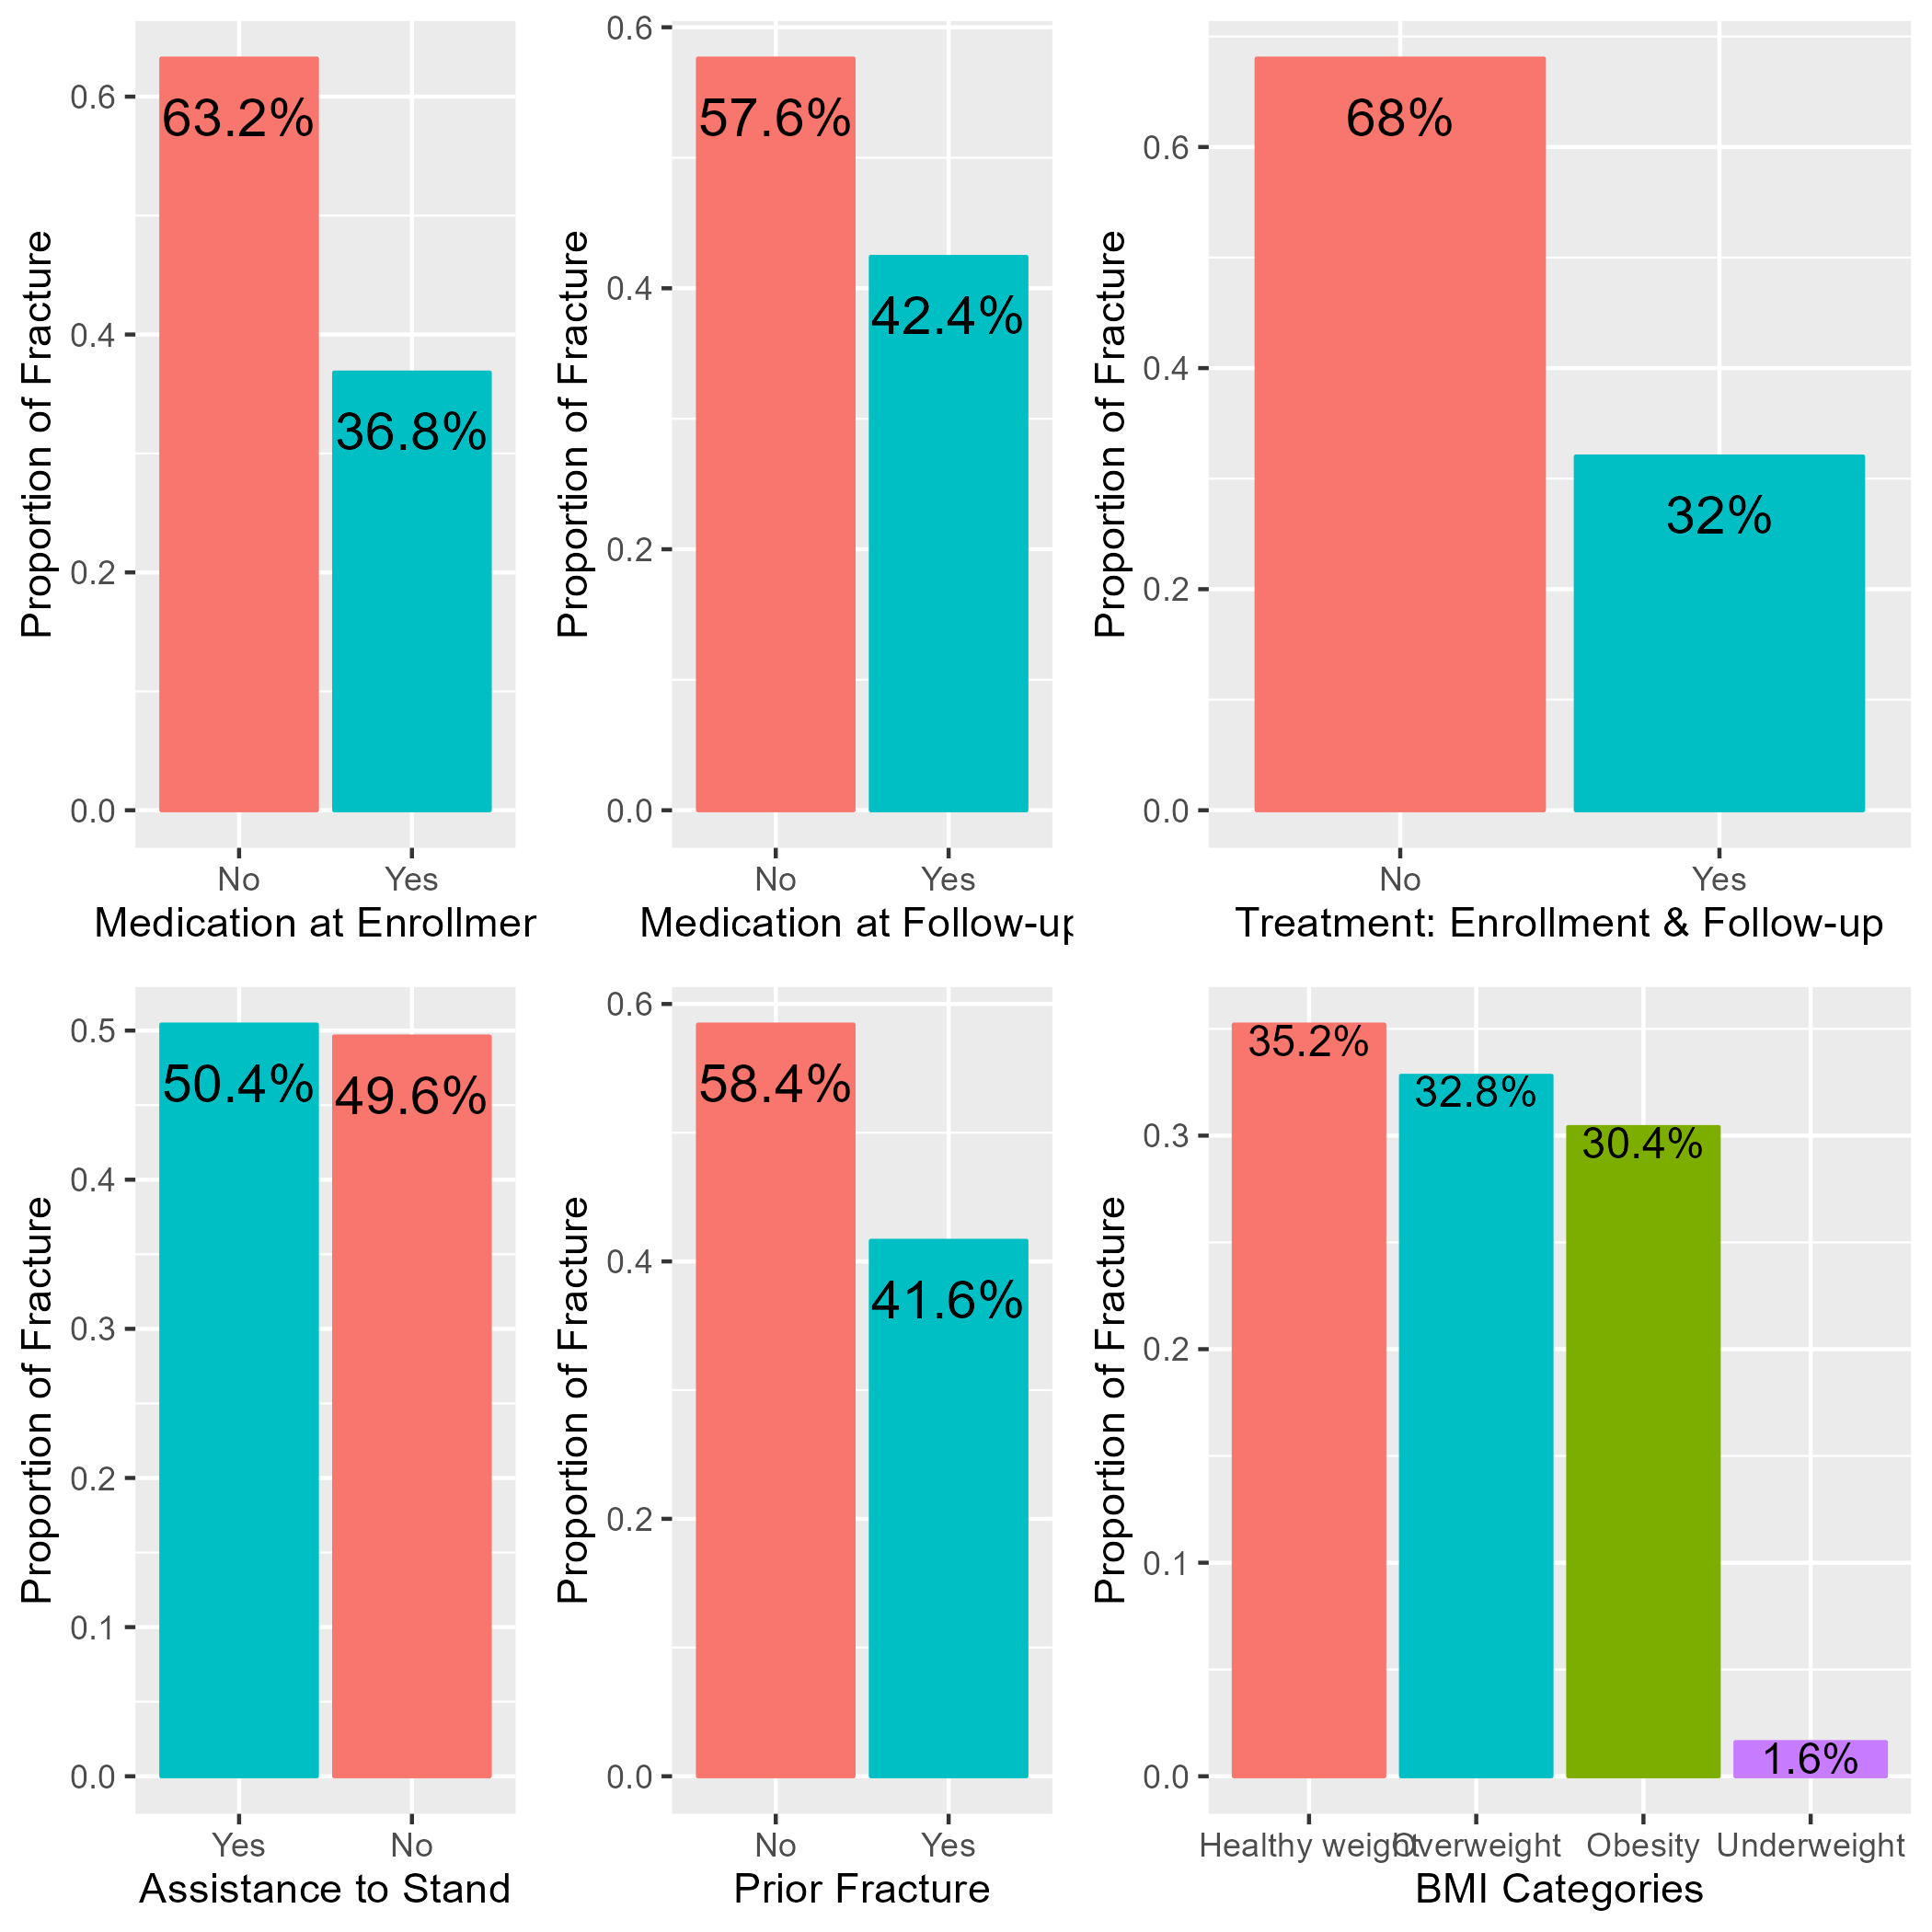 Proportion of Fracture
0.6
0.4
0.2
0.0
63.2%
36.8%
No
Yes
Medication at Enrollmer
Proportion of Fracture
0.6
0.4
0.2
0.0
57.6%
42.4%
No
Yes
Medication at Follow-up
Proportion of Fracture
0.6
0.4
0.2
0.0
68%
32%
No
Yes
Treatment: Enrollment & Follow-up
Proportion of Fracture
0.5
0.4
0.3
0.2
0.1
0.0
50.4%
49.6%
Yes
No
Assistance to Stand
Proportion of Fracture
0.6
0.4
0.2
0.0
58.4%
41.6%
No
Yes
Prior Fracture
Proportion of Fracture
0.3
0.2
0.1
0.0
35.2%
32.8%
30.4%
1.6%
Healthy weight
Overweight
Obesity
Underweight
BMI Categories